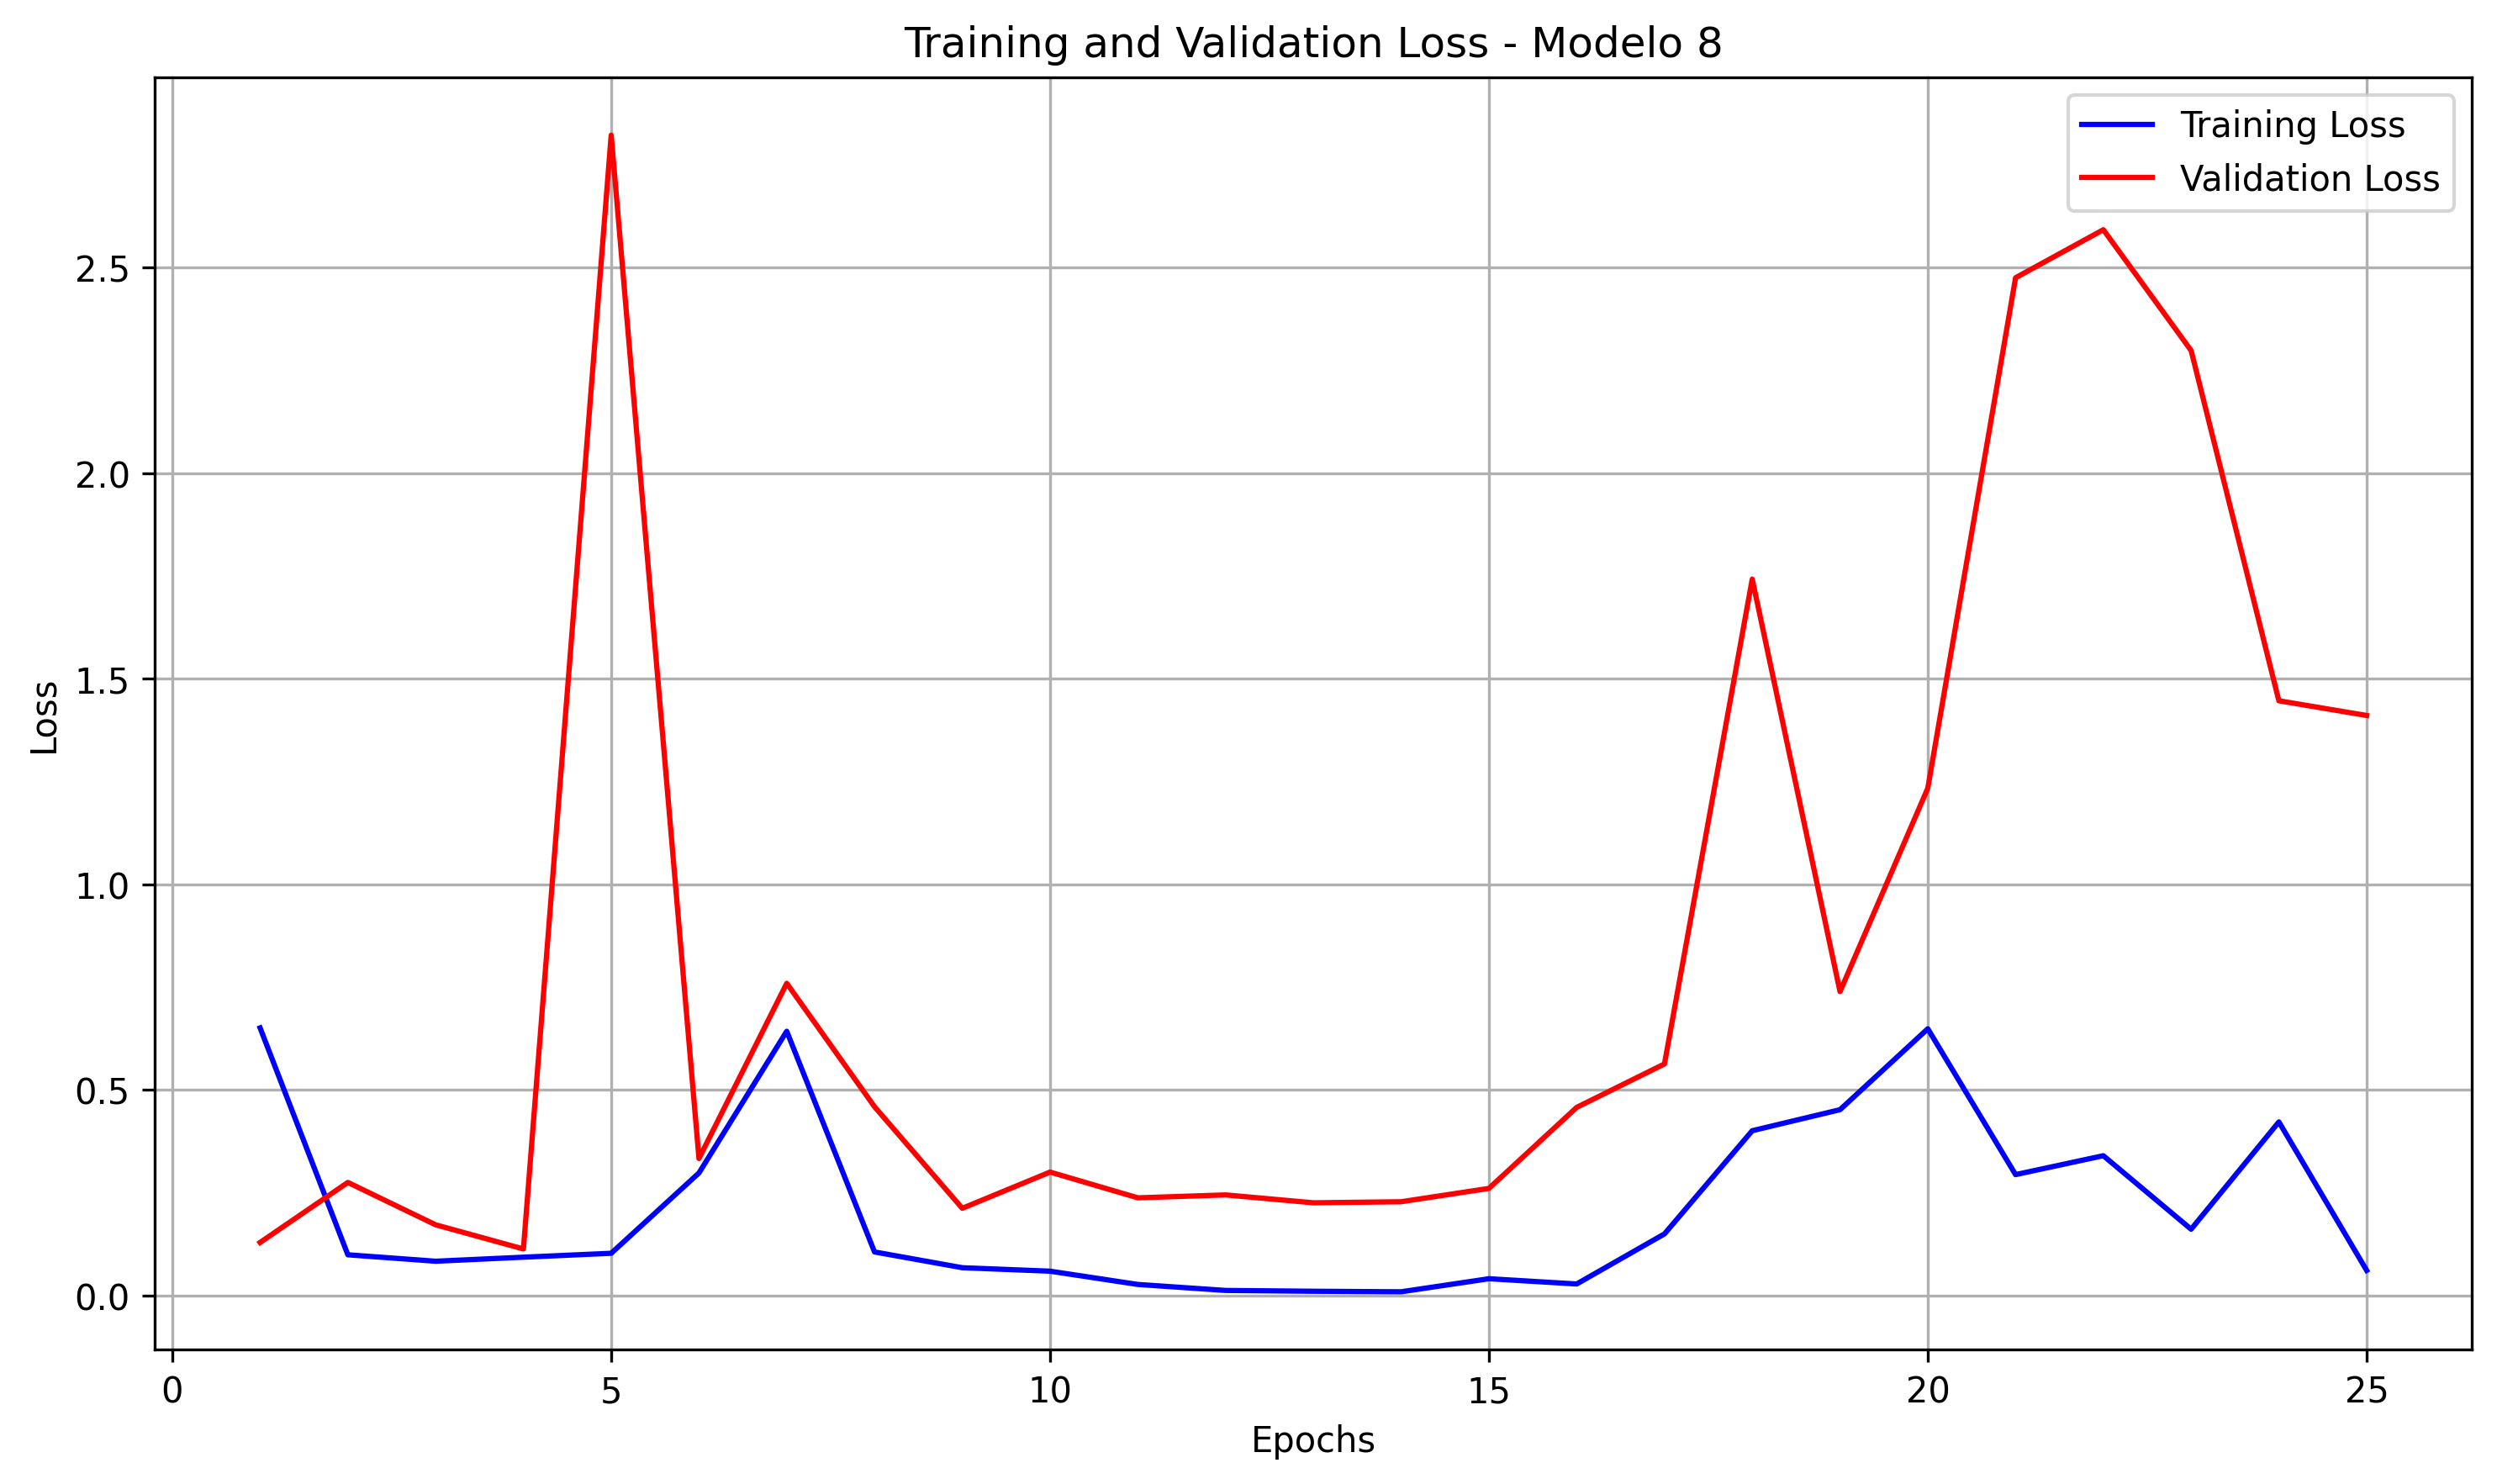 Training and Validation Loss - Modelo 8
Training Loss
Validation Loss
2.5
2.0
1.5
1.0
0.5
0.0
Loss
0 5 10 15 20 25
Epochs